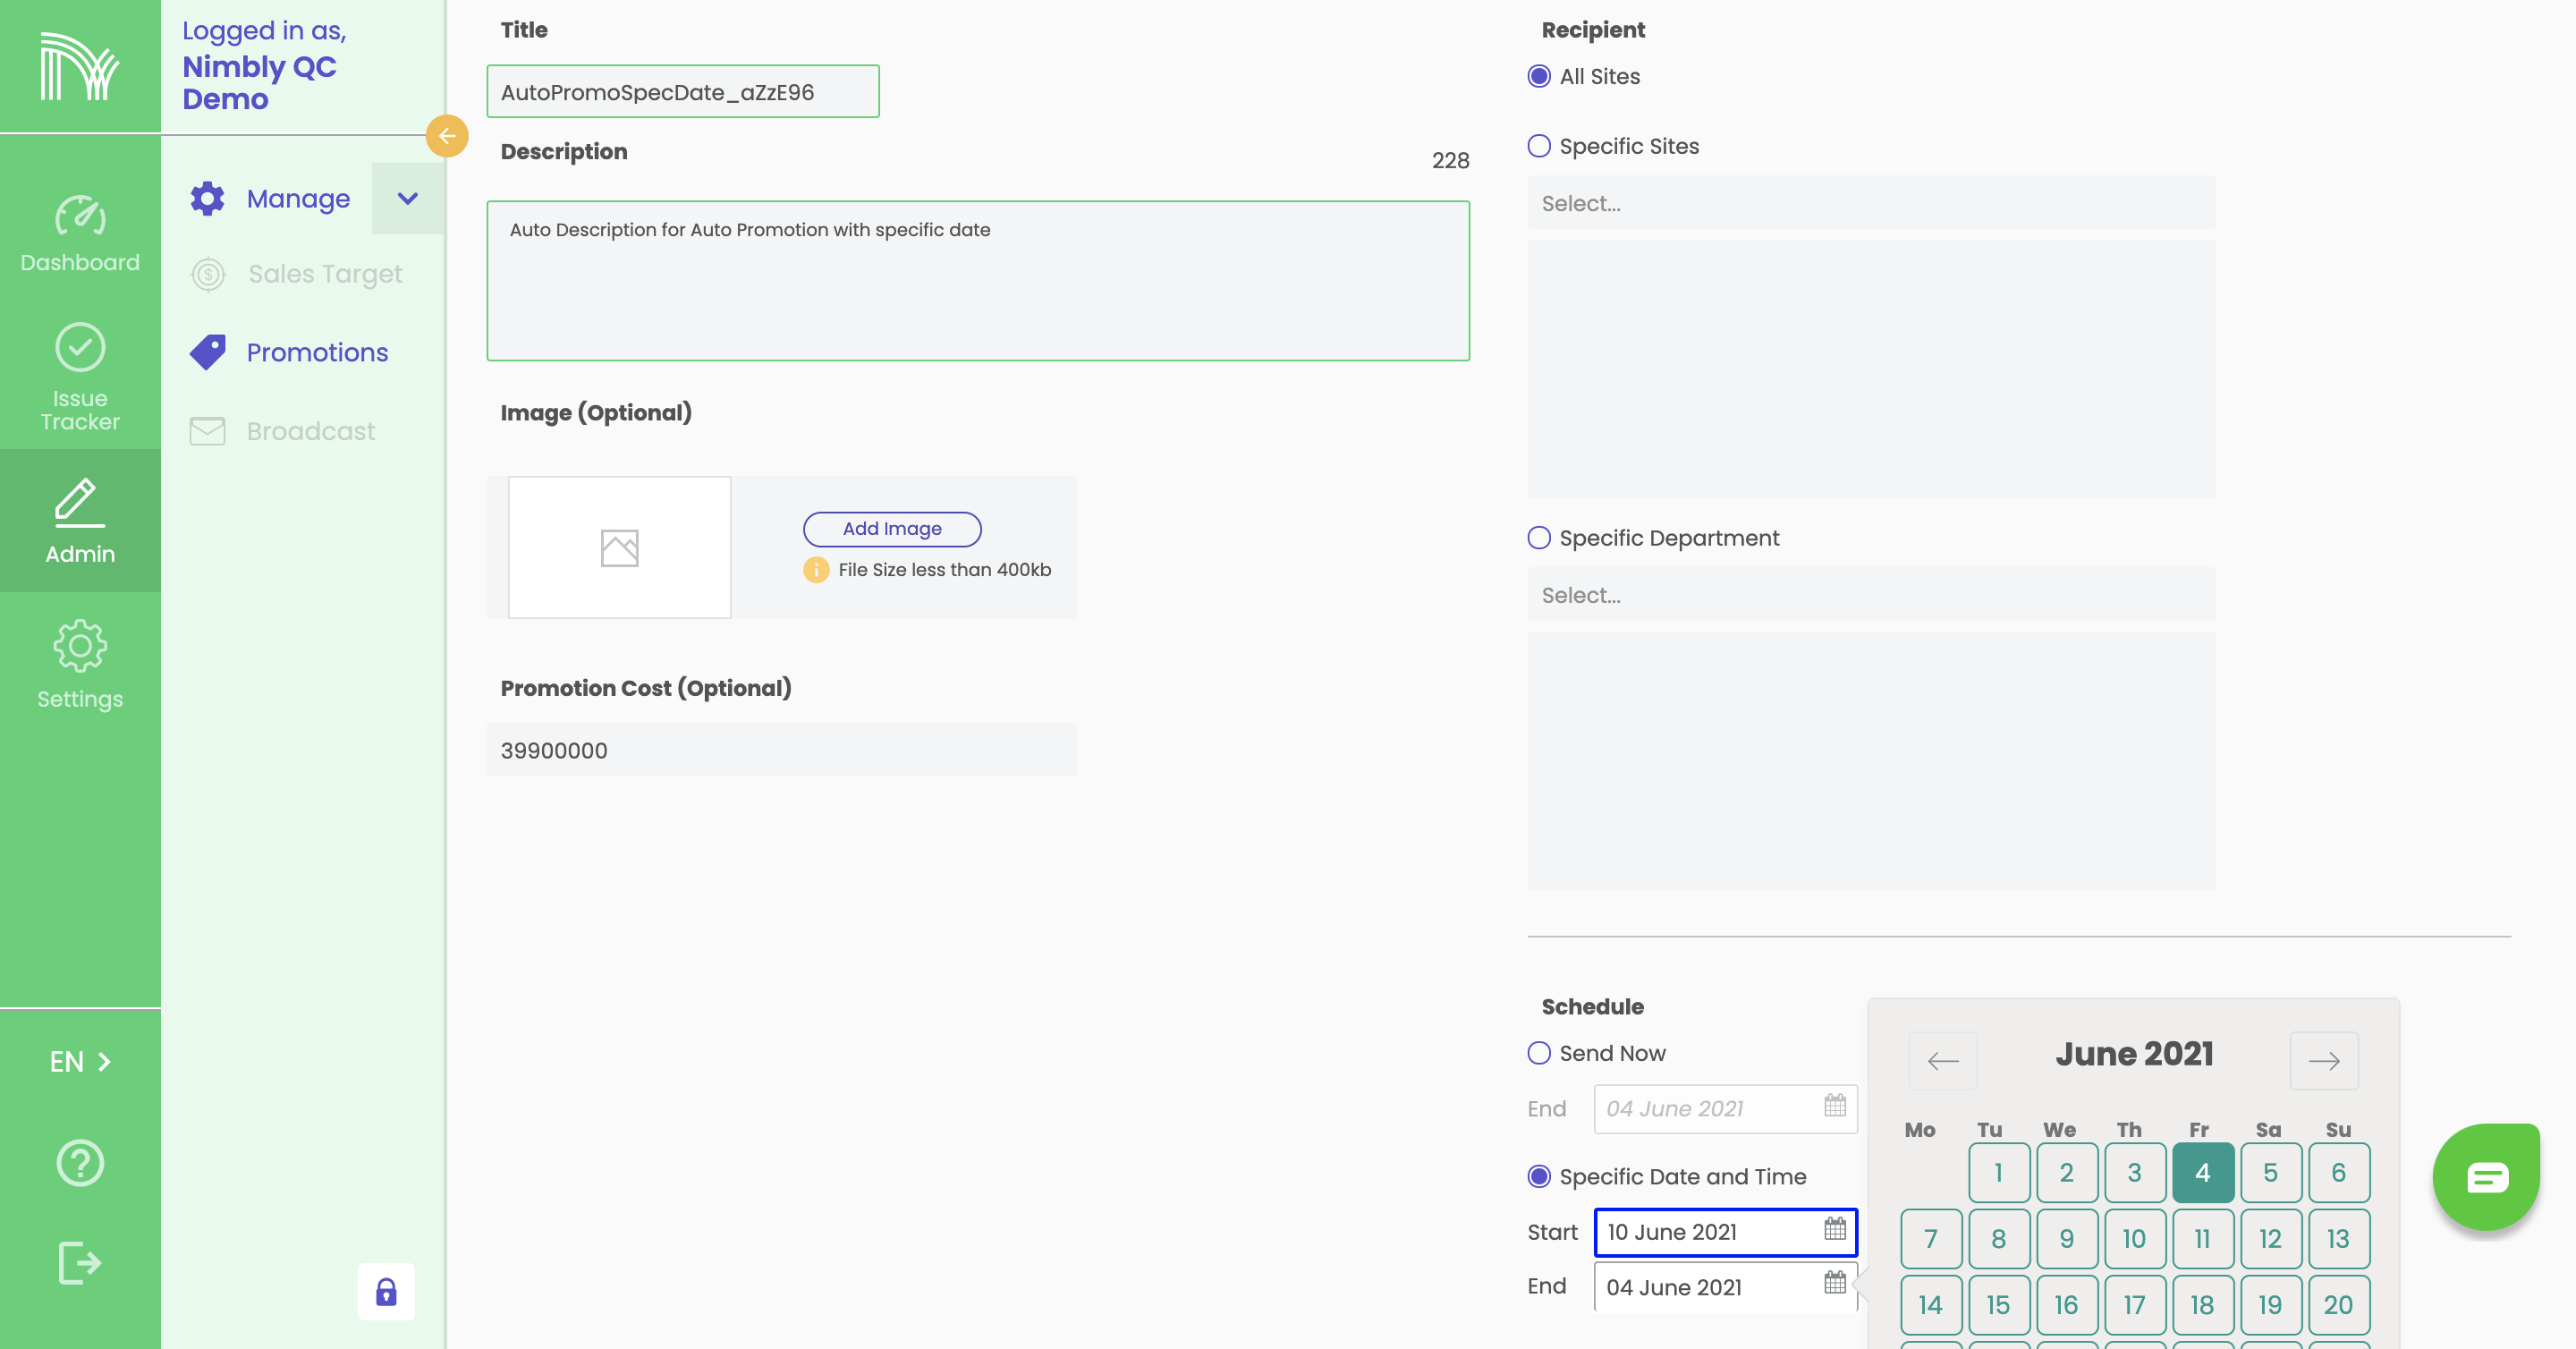 Logged in as,
Nimbly QC
Demo
Dashboard
Issue
Tracker
Admin
Settings
EN
Manage
Sales Target
Promotions
Broadcast
Title
AutoPromoSpecDate_aZzE96
Description
228
Auto Description for Auto Promotion with specific date
Image (Optional)
Add Image
i File Size less than 400kb
Promotion Cost (Optional)
39900000
Recipient
All Sites
Specific Sites
Select...
Specific Department
Select...
Schedule
Send Now
End 04 June 2021
Specific Date and Time
Start 10 June 2021
End 04 June 2021
June 2021
Mo Tu We Th Fr Sa Su
1 2 3 4 5 6
7 8 9 10 11 12 13
14 15 16 17 18 19 20